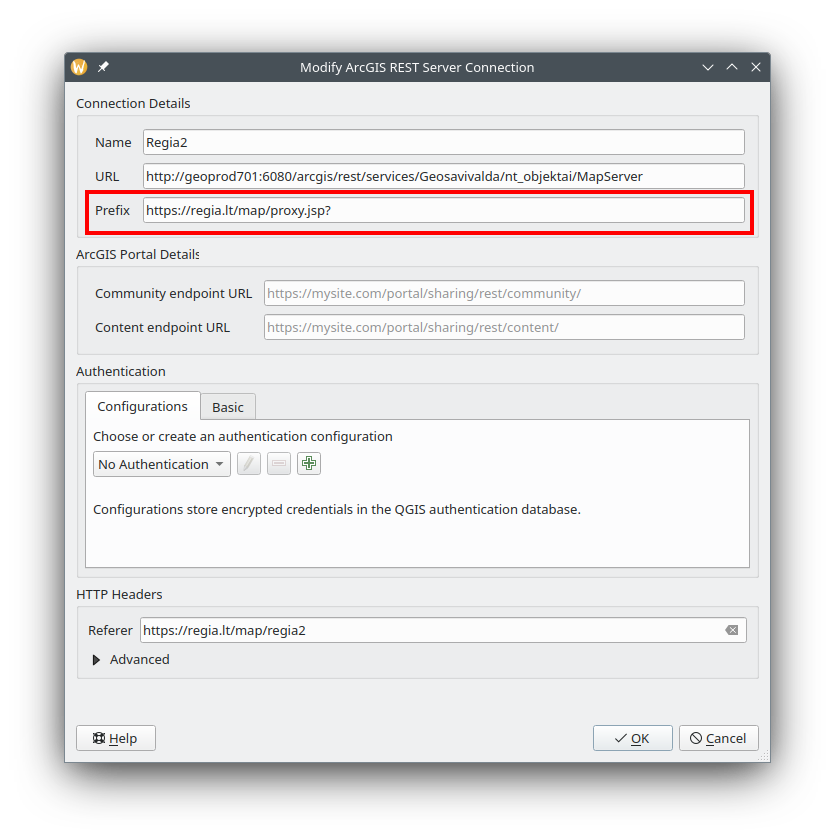 Modify ArcGIS REST Server Connection
Connection Details
Name Regia2
URL http://geoprod701:6080/arcgis/rest/services/Geosavivalda/nt_objektai/MapServer
Prefix https://regia.lt/map/proxy.jsp?
ArcGIS Portal Details
Community endpoint URL https://mysite.com/portal/sharing/rest/community/
Content endpoint URL https://mysite.com/portal/sharing/rest/content/
Authentication
Configurations Basic
Choose or create an authentication configuration
No Authentication
Configurations store encrypted credentials in the QGIS authentication database.
HTTP Headers
Referer https://regia.lt/map/regia2
Advanced
Help OK Cancel